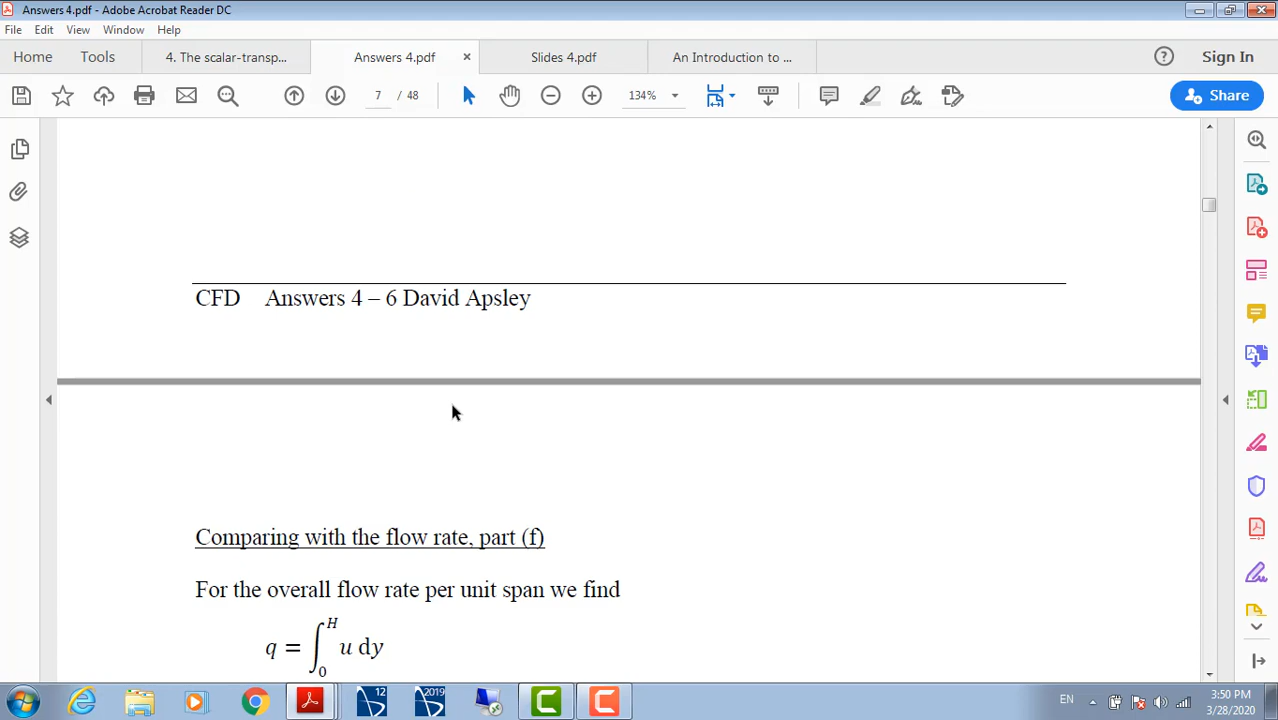 Answers 4.pdf - Adobe Acrobat Reader DC
File Edit View Window Help
Home Tools 4. The scalar-transp... Answers 4.pdf × Slides 4.pdf An Introduction to ... Sign In
7 / 48 134% Share
CFD Answers 4 – 6 David Apsley
Comparing with the flow rate, part (f)
For the overall flow rate per unit span we find
q = ∫₀ᴴ u dy
12 2019 EN 3:50 PM
3/28/2020